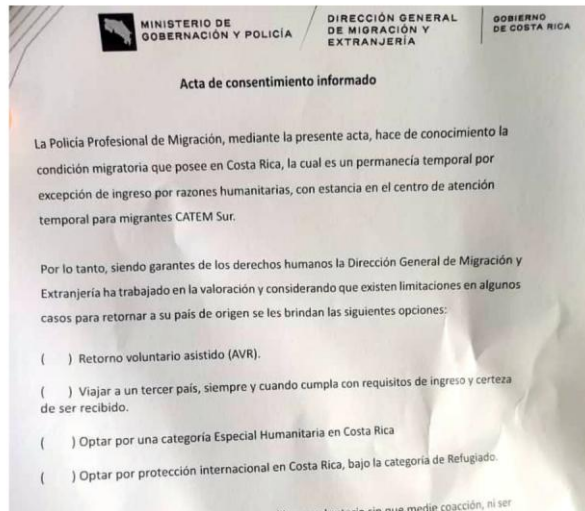 MINISTERIO DE
GOBERNACIÓN Y POLICÍA
DIRECCIÓN GENERAL
DE MIGRACIÓN Y
EXTRANJERÍA
GOBIERNO
DE COSTA RICA
Acta de consentimiento informado
La Policía Profesional de Migración, mediante la presente acta, hace de conocimiento la
condición migratoria que posee en Costa Rica, la cual es un permanecía temporal por
excepción de ingreso por razones humanitarias, con estancia en el centro de atención
temporal para migrantes CATEM Sur.
Por lo tanto, siendo garantes de los derechos humanos la Dirección General de Migración y
Extranjería ha trabajado en la valoración y considerando que existen limitaciones en algunos
casos para retornar a su país de origen se les brindan las siguientes opciones:
( ) Retorno voluntario asistido (AVR).
( ) Viajar a un tercer país, siempre y cuando cumpla con requisitos de ingreso y certeza
de ser recibido.
( ) Optar por una categoría Especial Humanitaria en Costa Rica
( ) Optar por protección internacional en Costa Rica, bajo la categoría de Refugiado.
sin que medie coacción, ni ser